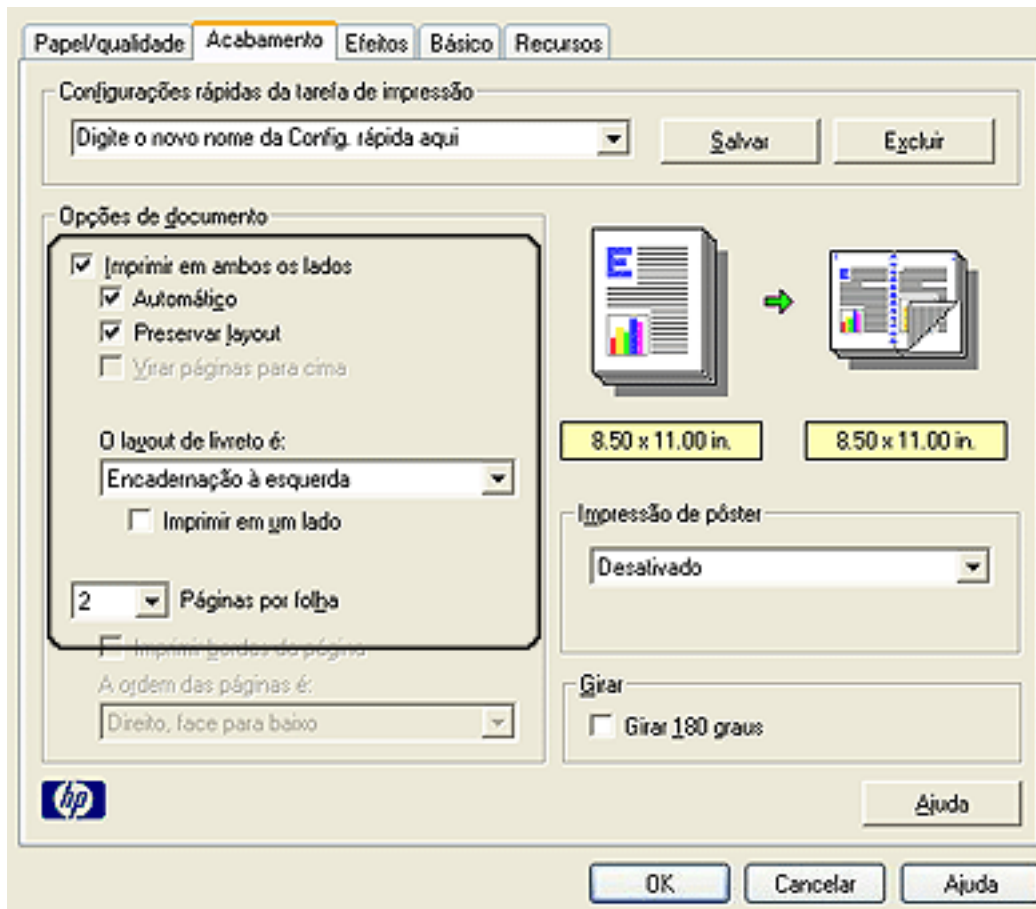 Papel/qualidade Acabamento Efeitos Básico Recursos
Configurações rápidas da tarefa de impressão
Digite o novo nome da Config. rápida aqui Salvar Excluir
Opções de documento
Imprimir em ambos os lados
Automático
Preservar layout
Virar páginas para cima
O layout de livreto é:
Encadernação à esquerda
Imprimir em um lado
2 Páginas por folha
Imprimir bordas da página
A ordem das páginas é:
Direito, face para baixo
E
E
8.50 x 11.00 in. 8.50 x 11.00 in.
Impressão de pôster
Desativado
Girar
Girar 180 graus
hp
Ajuda
OK Cancelar Ajuda